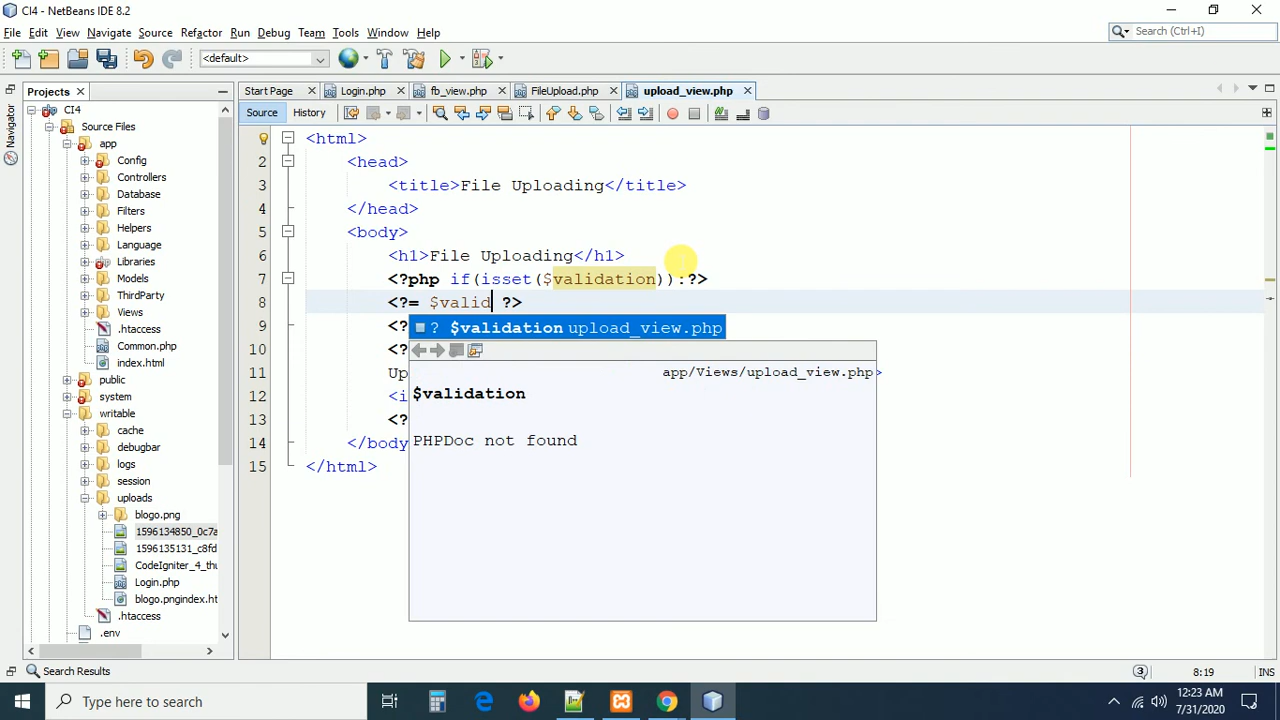 CI4 - NetBeans IDE 8.2
File Edit View Navigate Source Refactor Run Debug Team Tools Window Help
Search (Ctrl+I)
<default>
Projects
Start Page
Login.php
fb_view.php
FileUpload.php
upload_view.php
Source History
Navigator
CI4
Source Files
app
Config
Controllers
Database
Filters
Helpers
Language
Libraries
Models
ThirdParty
Views
.htaccess
Common.php
index.html
public
system
writable
cache
debugbar
logs
session
uploads
blogo.png
1596134850_0c7a
1596135131_c8fd
CodeIgniter_4_thu
Login.php
blogo.pngindex.ht
.htaccess
.env
<html>
2 <head>
3 <title>File Uploading</title>
4 </head>
5 <body>
6 <h1>File Uploading</h1>
7 <?php if(isset($validation)):?>
8 <?= $valid ?>
9 <?
10 <?
11 Up
12 <i
13 <?
14 </body
15 </html>
? $validation upload_view.php
app/Views/upload_view.php>
$validation
PHPDoc not found
Search Results
3
8:19
INS
Type here to search
12:23 AM
7/31/2020